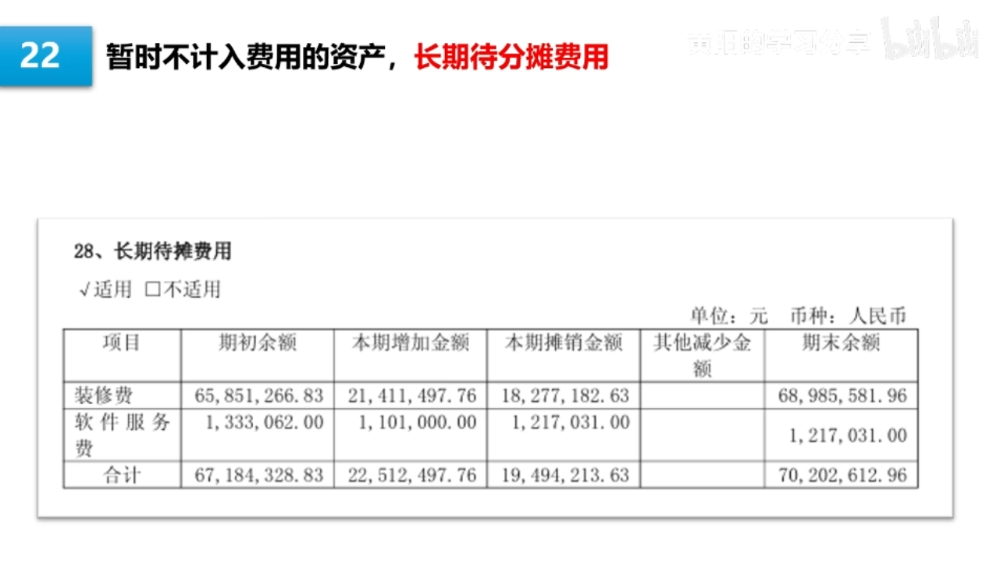 22
暂时不计入费用的资产，长期待分摊费用
黄阳的学习分享 bilibili
28、长期待摊费用
√适用 □不适用
单位：元 币种：人民币
项目 期初余额 本期增加金额 本期摊销金额 其他减少金额 期末余额
装修费 65,851,266.83 21,411,497.76 18,277,182.63 68,985,581.96
软件服务费 1,333,062.00 1,101,000.00 1,217,031.00 1,217,031.00
合计 67,184,328.83 22,512,497.76 19,494,213.63 70,202,612.96